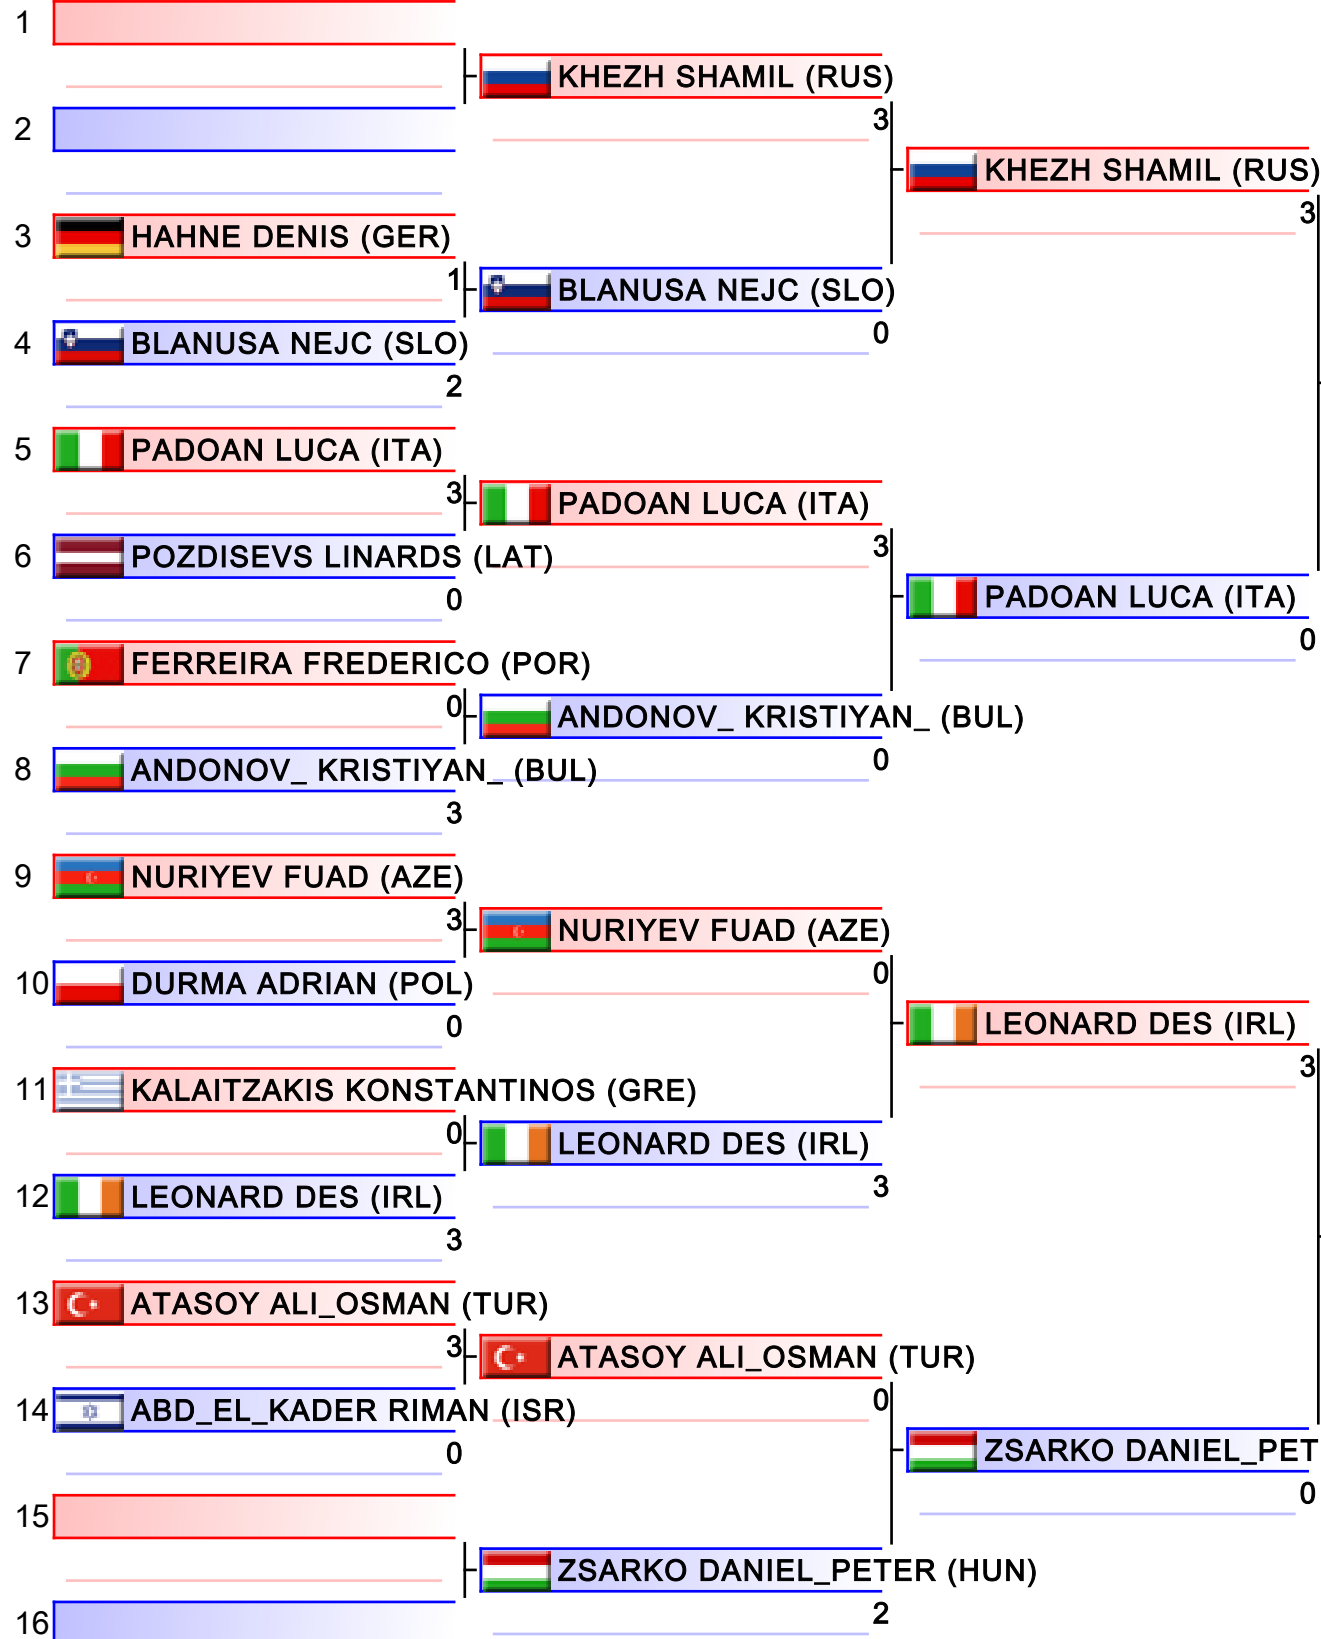 1
KHEZH SHAMIL (RUS)
3
2
KHEZH SHAMIL (RUS)
3
3
HAHNE DENIS (GER)
1
BLANUSA NEJC (SLO)
0
4
BLANUSA NEJC (SLO)
2
5
PADOAN LUCA (ITA)
3
PADOAN LUCA (ITA)
3
6
POZDISEVS LINARDS (LAT)
0
PADOAN LUCA (ITA)
0
7
FERREIRA FREDERICO (POR)
0
ANDONOV_ KRISTIYAN_ (BUL)
0
8
ANDONOV_ KRISTIYAN_ (BUL)
3
9
NURIYEV FUAD (AZE)
3
NURIYEV FUAD (AZE)
0
10
DURMA ADRIAN (POL)
0
LEONARD DES (IRL)
3
11
KALAITZAKIS KONSTANTINOS (GRE)
0
LEONARD DES (IRL)
3
12
LEONARD DES (IRL)
3
13
ATASOY ALI_OSMAN (TUR)
3
ATASOY ALI_OSMAN (TUR)
0
14
ABD_EL_KADER RIMAN (ISR)
0
ZSARKO DANIEL_PET
0
15
ZSARKO DANIEL_PETER (HUN)
2
16